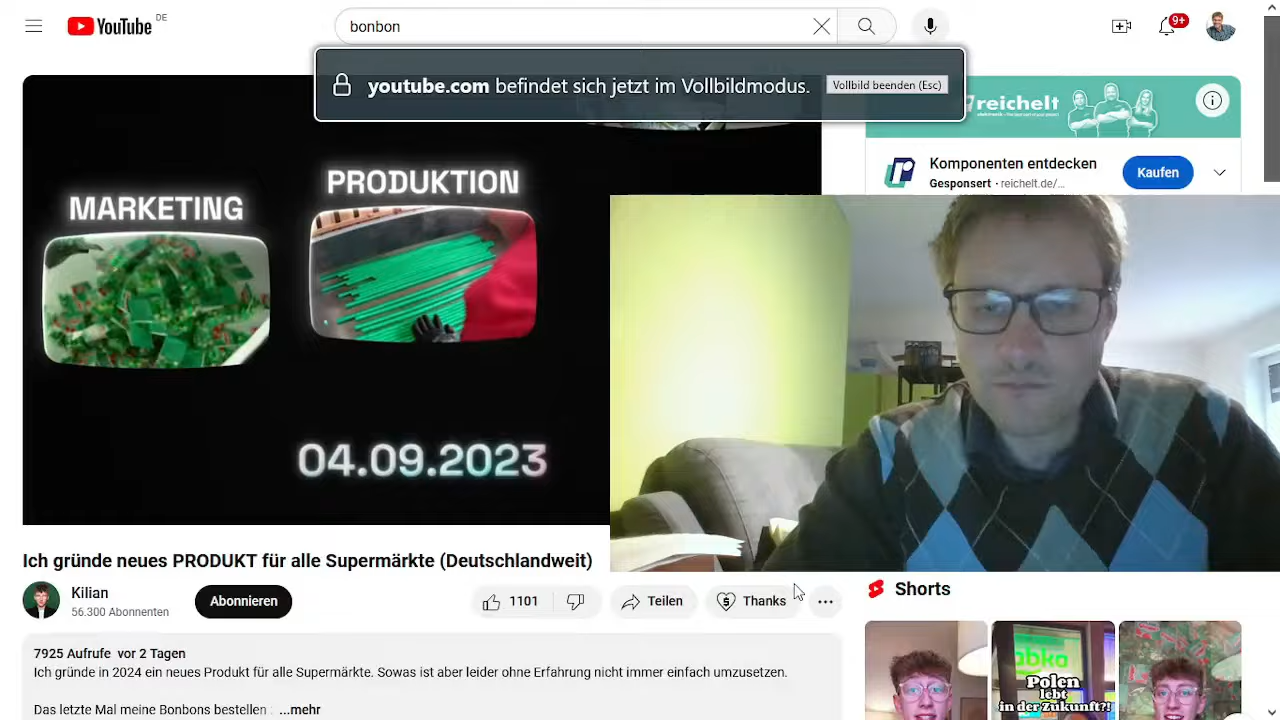 YouTube DE
bonbon
9+
youtube.com befindet sich jetzt im Vollbildmodus.
Vollbild beenden (Esc)
reichelt
Komponenten entdecken
Gesponsert · reichelt.de/...
Kaufen
MARKETING
PRODUKTION
04.09.2023
Ich gründe neues PRODUKT für alle Supermärkte (Deutschlandweit)
Kilian
56.300 Abonnenten
Abonnieren
1101
Teilen
Thanks
Shorts
7925 Aufrufe vor 2 Tagen
Ich gründe in 2024 ein neues Produkt für alle Supermärkte. Sowas ist aber leider ohne Erfahrung nicht immer einfach umzusetzen.
Das letzte Mal meine Bonbons bestellen
...mehr
abka
Polen
lebt
in der Zukunft?!